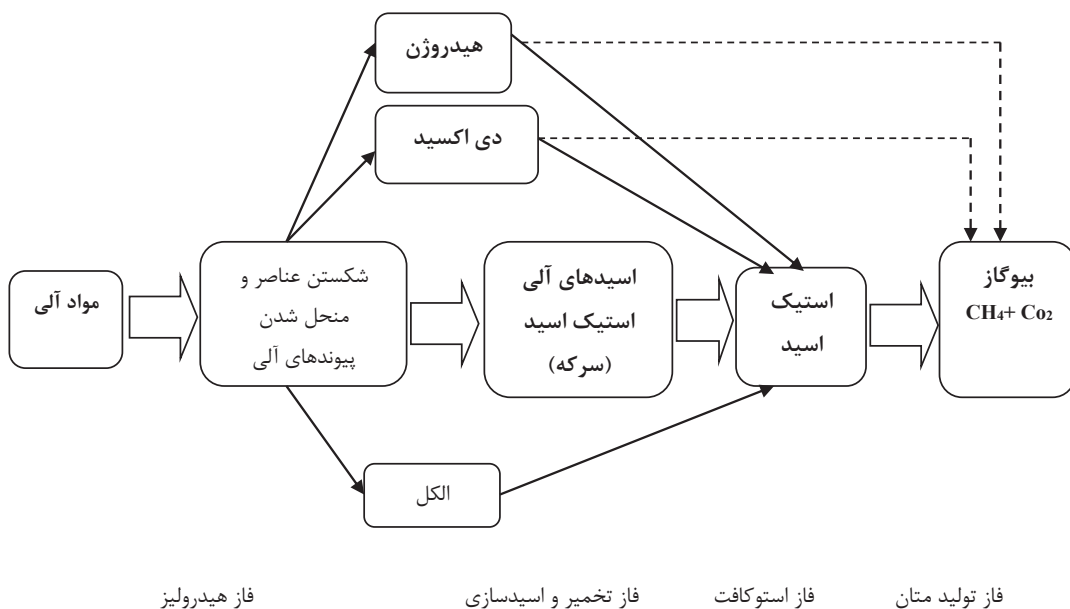 هیدروژن
دی اکسید
مواد آلی
شکستن عناصر و
منحل شدن
پیوندهای آلی
اسیدهای آلی
استیک اسید
(سرکه)
استیک
اسید
بیوگاز
CH₄+ Co₂
الکل
فاز هیدرولیز
فاز تخمیر و اسیدسازی
فاز استوکافت
فاز تولید متان